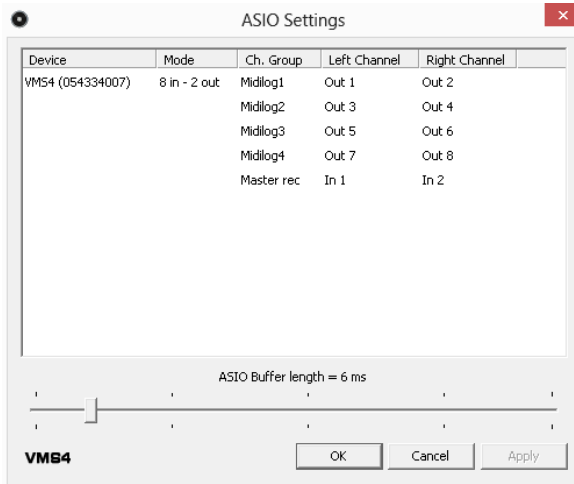 ASIO Settings
Device Mode Ch. Group Left Channel Right Channel
VMS4 (054334007) 8 in - 2 out Midilog1 Out 1 Out 2
Midilog2 Out 3 Out 4
Midilog3 Out 5 Out 6
Midilog4 Out 7 Out 8
Master rec In 1 In 2
ASIO Buffer length = 6 ms
VMS4 OK Cancel Apply